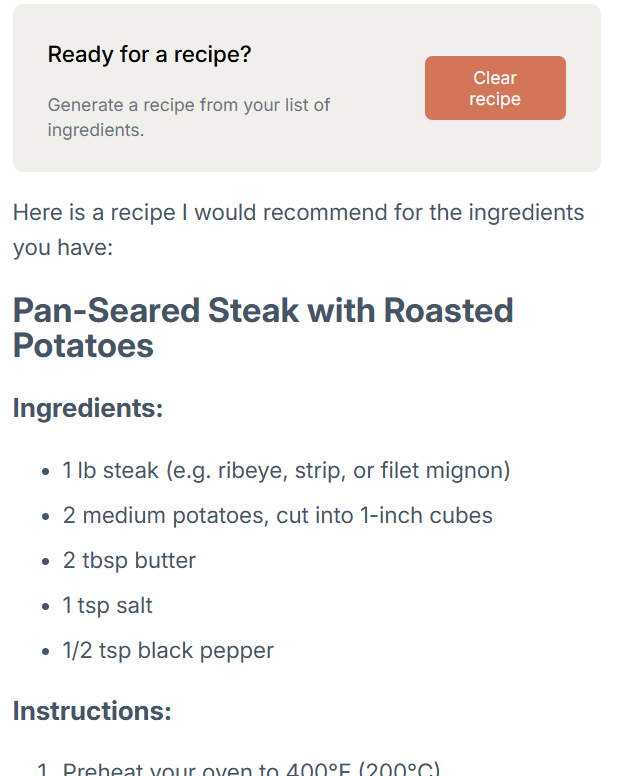 Ready for a recipe?
Generate a recipe from your list of
ingredients.
Clear
recipe
Here is a recipe I would recommend for the ingredients
you have:
Pan-Seared Steak with Roasted
Potatoes
Ingredients:
• 1 lb steak (e.g. ribeye, strip, or filet mignon)
• 2 medium potatoes, cut into 1-inch cubes
• 2 tbsp butter
• 1 tsp salt
• 1/2 tsp black pepper
Instructions:
1. Preheat your oven to 400°F (200°C)